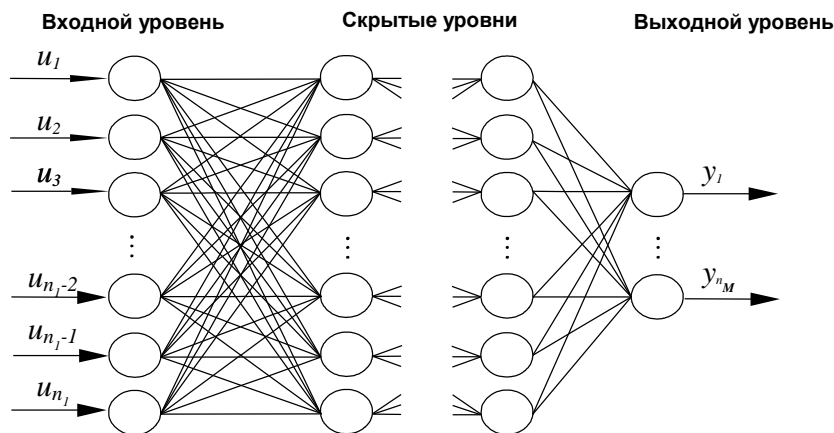 Входной уровень
Скрытые уровни
Выходной уровень
u₁
u₂
u₃
⋮
uₙ₁₋₂
uₙ₁₋₁
uₙ₁
⋮
⋮
y₁
⋮
yₙM